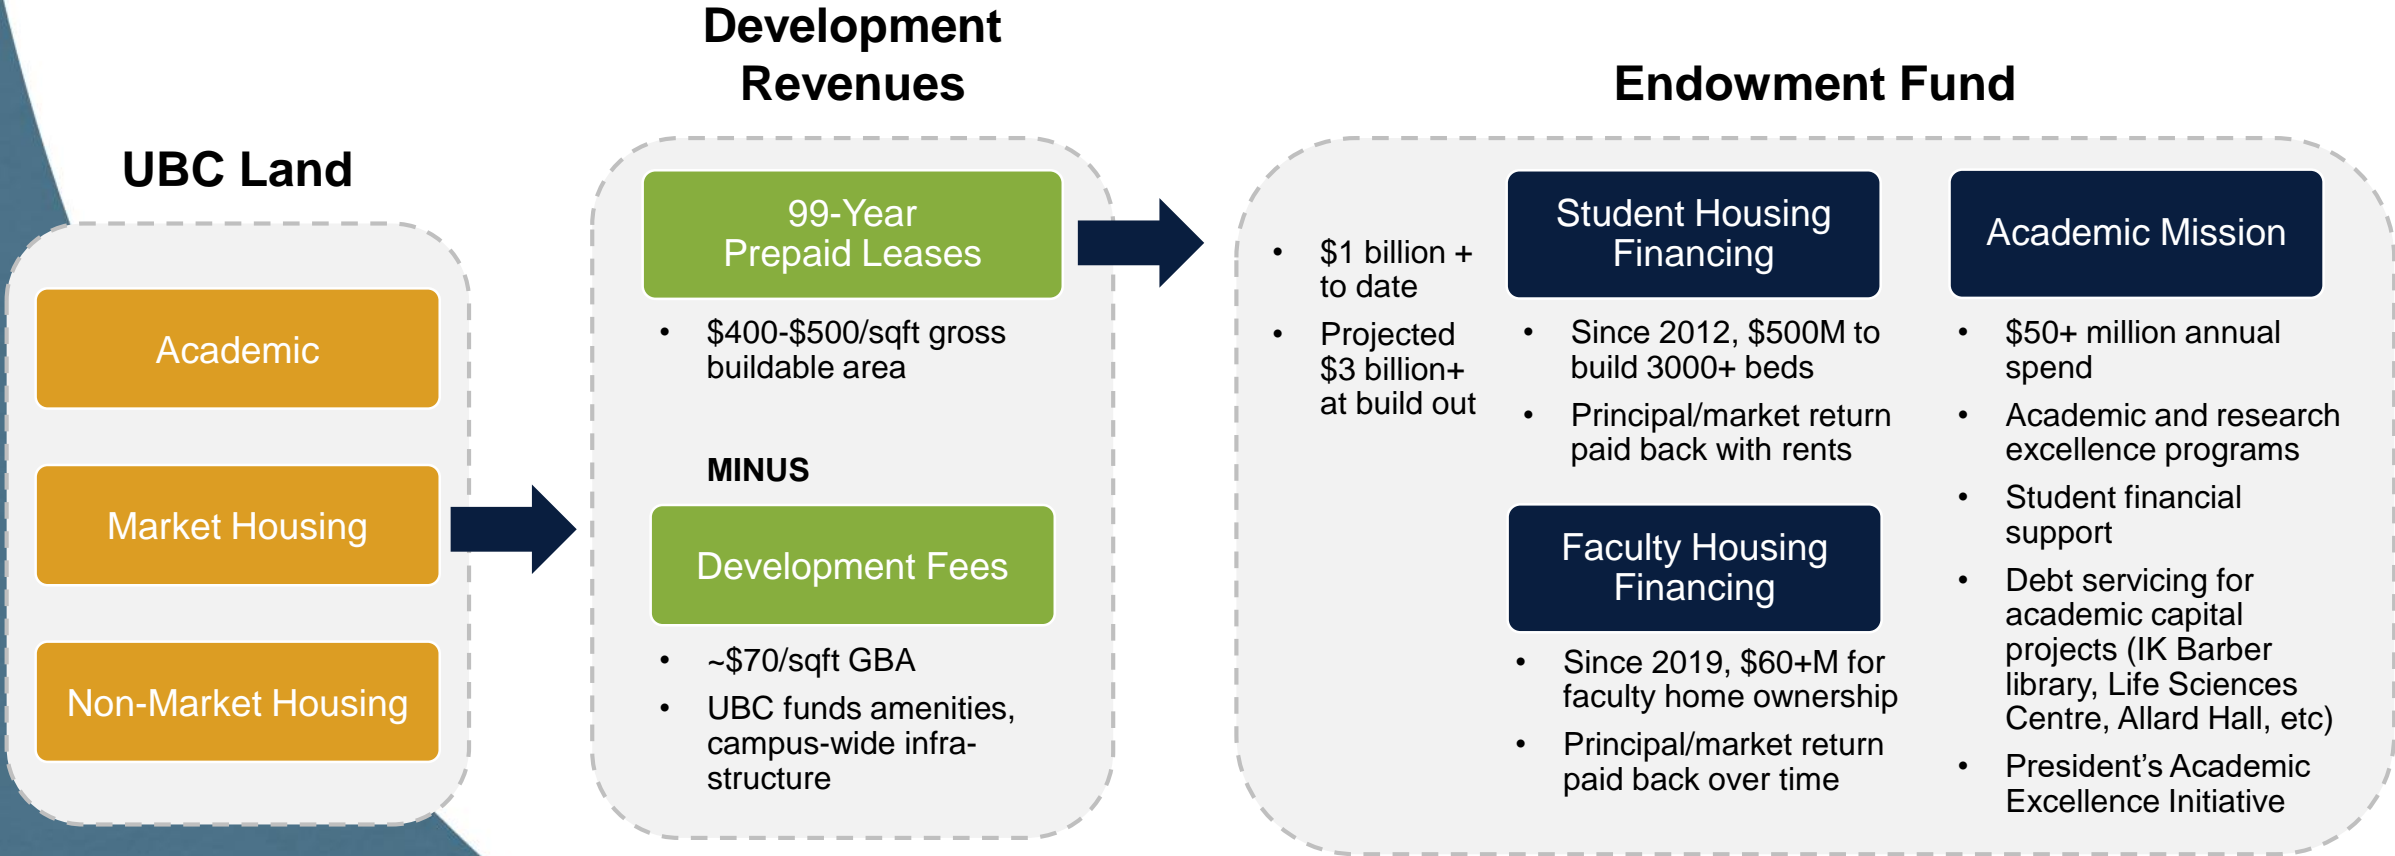 UBC Land
Academic
Market Housing
Non-Market Housing
Development
Revenues
99-Year
Prepaid Leases
• $400-$500/sqft gross
buildable area
MINUS
Development Fees
• ~$70/sqft GBA
• UBC funds amenities,
campus-wide infra-
structure
Endowment Fund
• $1 billion +
to date
• Projected
$3 billion+
at build out
Student Housing
Financing
• Since 2012, $500M to
build 3000+ beds
• Principal/market return
paid back with rents
Faculty Housing
Financing
• Since 2019, $60+M for
faculty home ownership
• Principal/market return
paid back over time
Academic Mission
• $50+ million annual
spend
• Academic and research
excellence programs
• Student financial
support
• Debt servicing for
academic capital
projects (IK Barber
library, Life Sciences
Centre, Allard Hall, etc)
• President’s Academic
Excellence Initiative